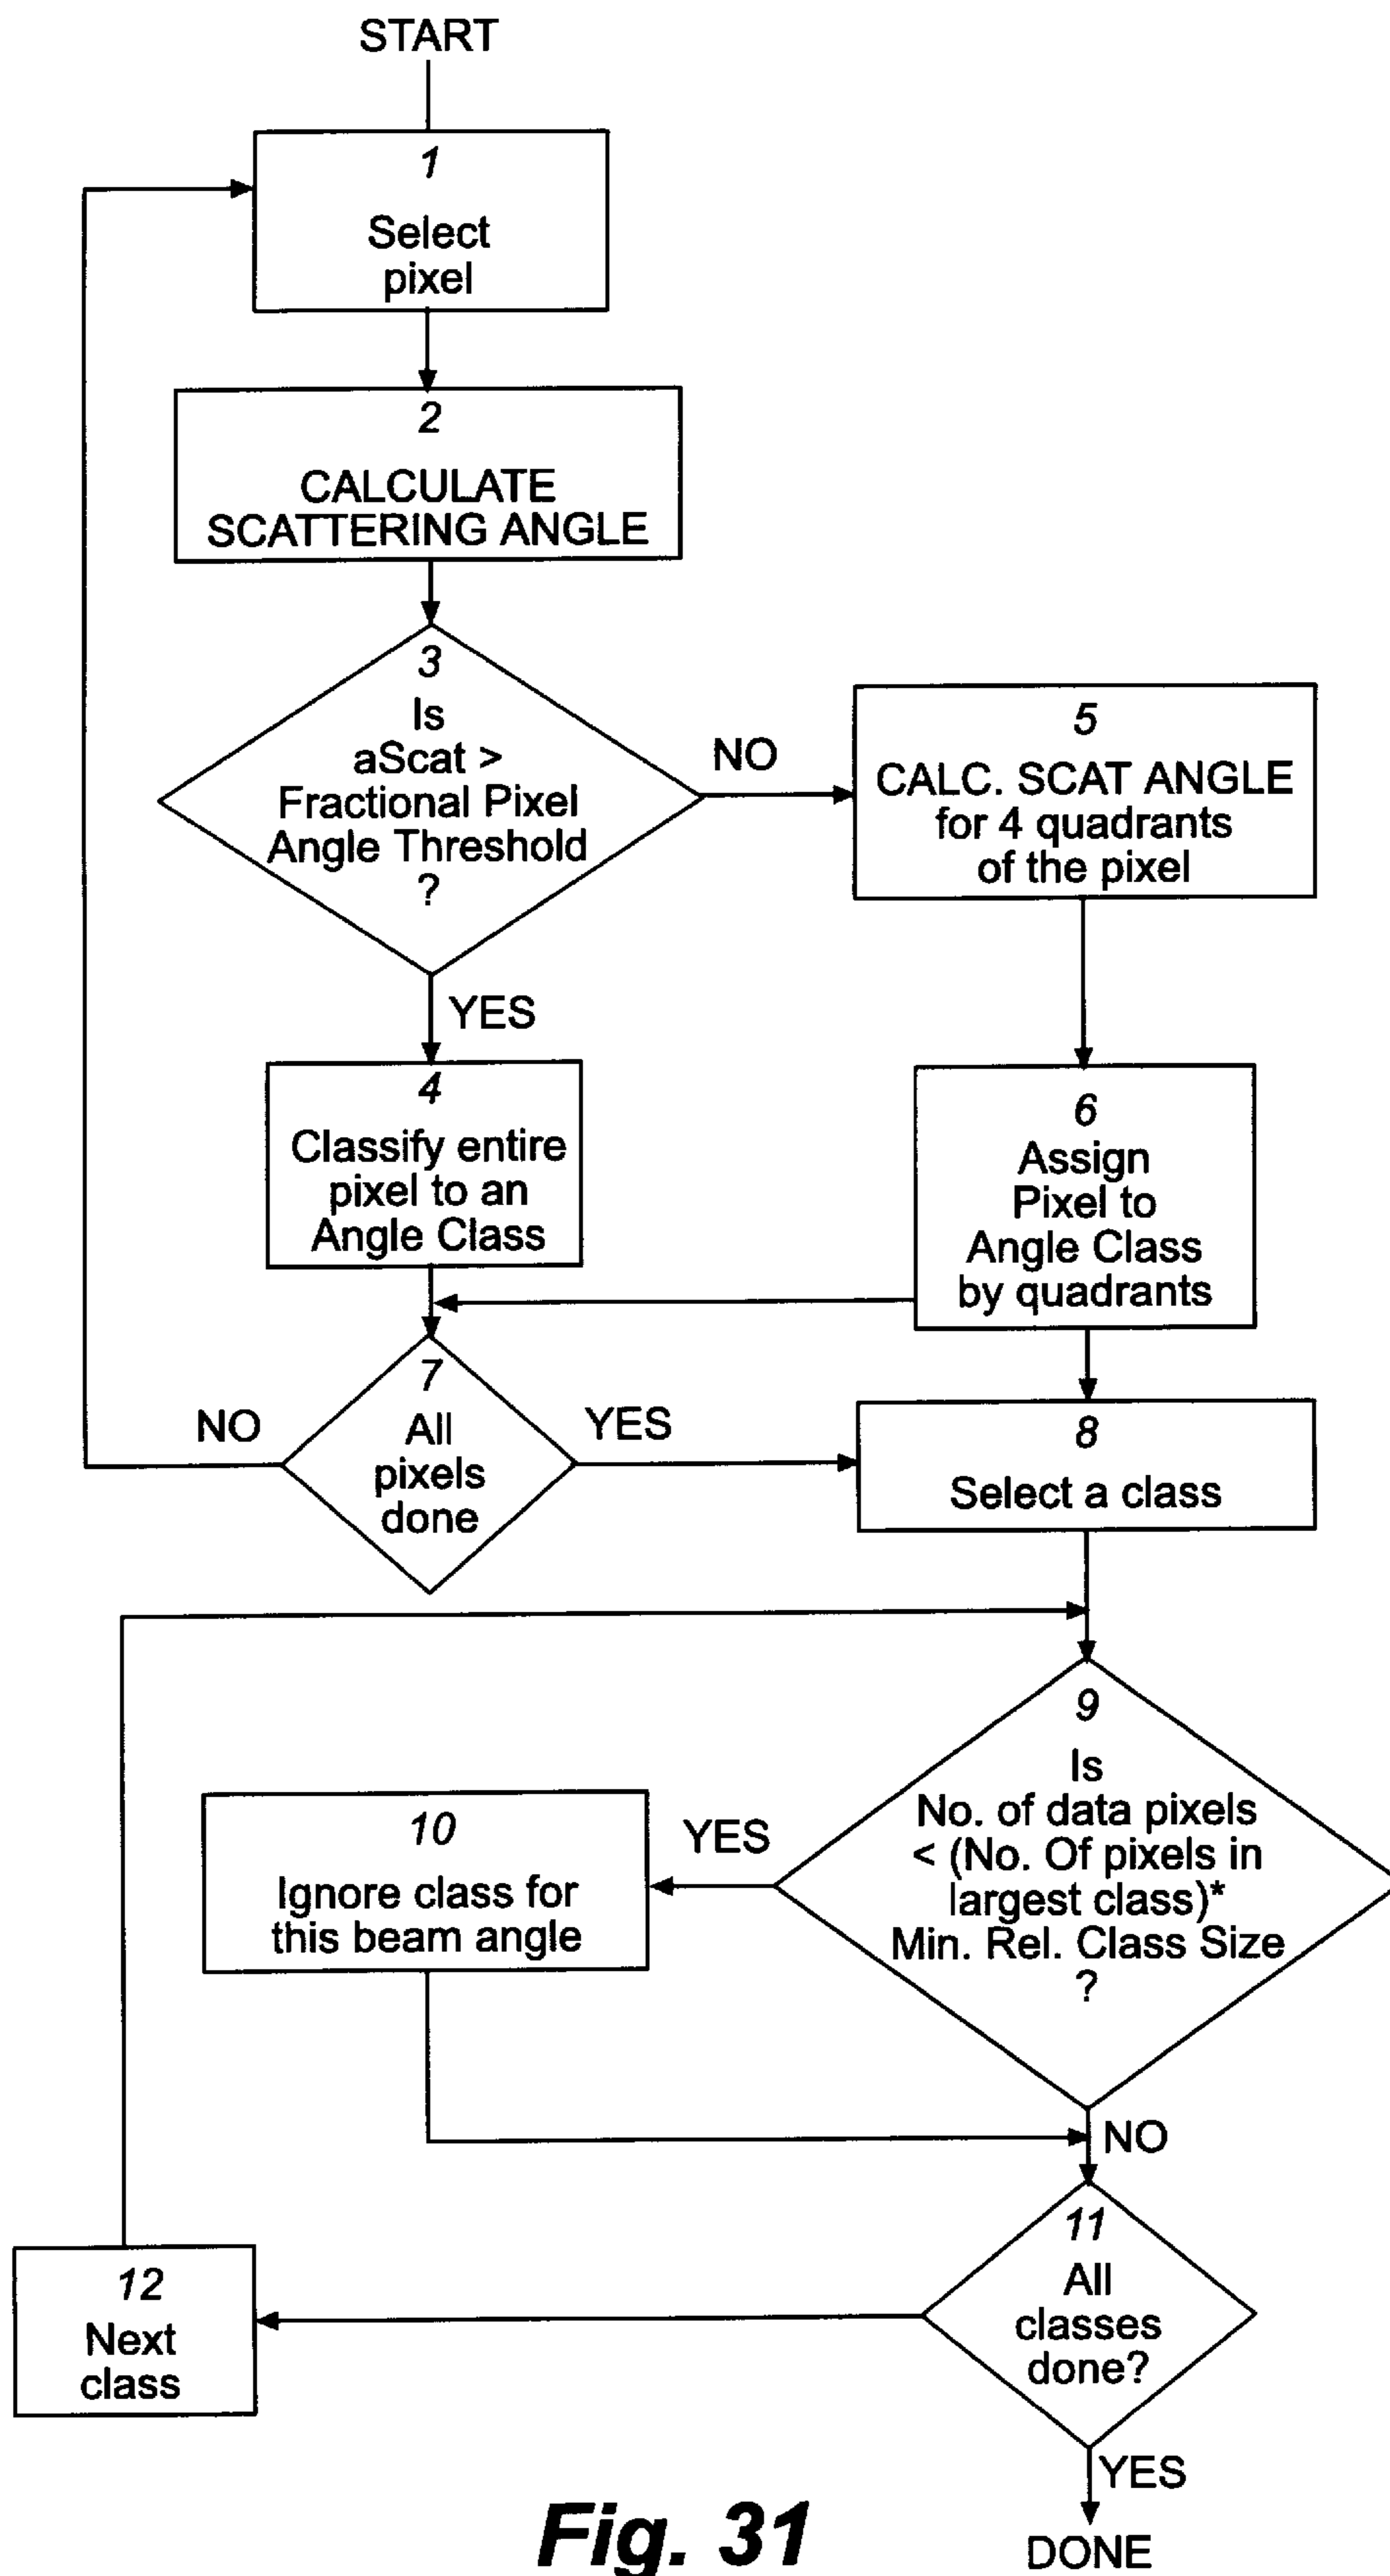 START
1
Select
pixel
2
CALCULATE
SCATTERING ANGLE
3
Is
aScat >
Fractional Pixel
Angle Threshold
?
NO
5
CALC. SCAT ANGLE
for 4 quadrants
of the pixel
YES
4
Classify entire
pixel to an
Angle Class
6
Assign
Pixel to
Angle Class
by quadrants
7
All
pixels
done
NO
YES
8
Select a class
9
Is
No. of data pixels
< (No. Of pixels in
largest class)*
Min. Rel. Class Size
?
YES
10
Ignore class for
this beam angle
NO
11
All
classes
done?
12
Next
class
YES
DONE
Fig. 31